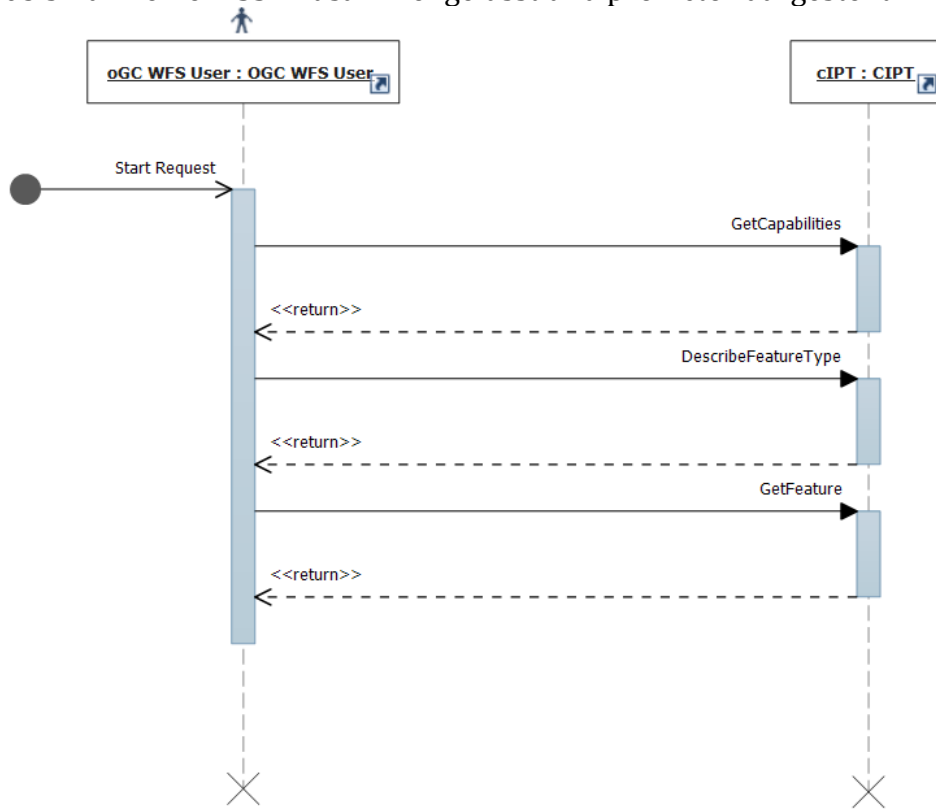 oGC WFS User : OGC WFS User
cIPT : CIPT
Start Request
GetCapabilities
<<return>>
DescribeFeatureType
<<return>>
GetFeature
<<return>>